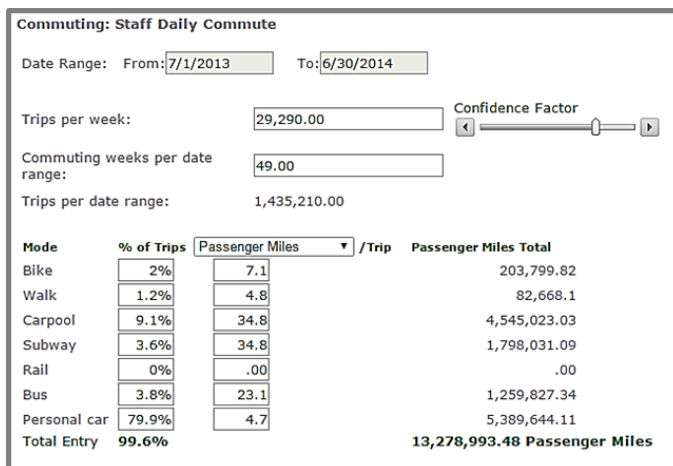 Commuting: Staff Daily Commute
Date Range: From: 7/1/2013 To: 6/30/2014
Confidence Factor
Trips per week: 29,290.00
Commuting weeks per date
range: 49.00
Trips per date range: 1,435,210.00
Mode % of Trips Passenger Miles /Trip Passenger Miles Total
Bike 2% 7.1 203,799.82
Walk 1.2% 4.8 82,668.1
Carpool 9.1% 34.8 4,545,023.03
Subway 3.6% 34.8 1,798,031.09
Rail 0% .00 .00
Bus 3.8% 23.1 1,259,827.34
Personal car 79.9% 4.7 5,389,644.11
Total Entry 99.6% 13,278,993.48 Passenger Miles